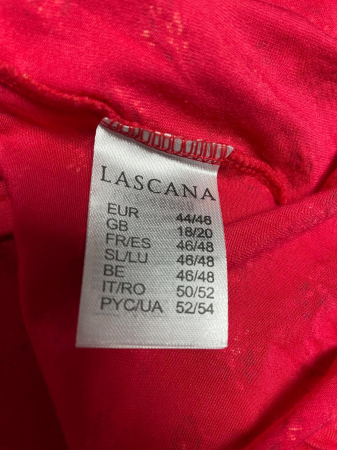 LASCANA
EUR 44/46
GB 18/20
FR/ES 46/48
SL/LU 46/48
BE 46/48
IT/RO 50/52
PYC/UA 52/54